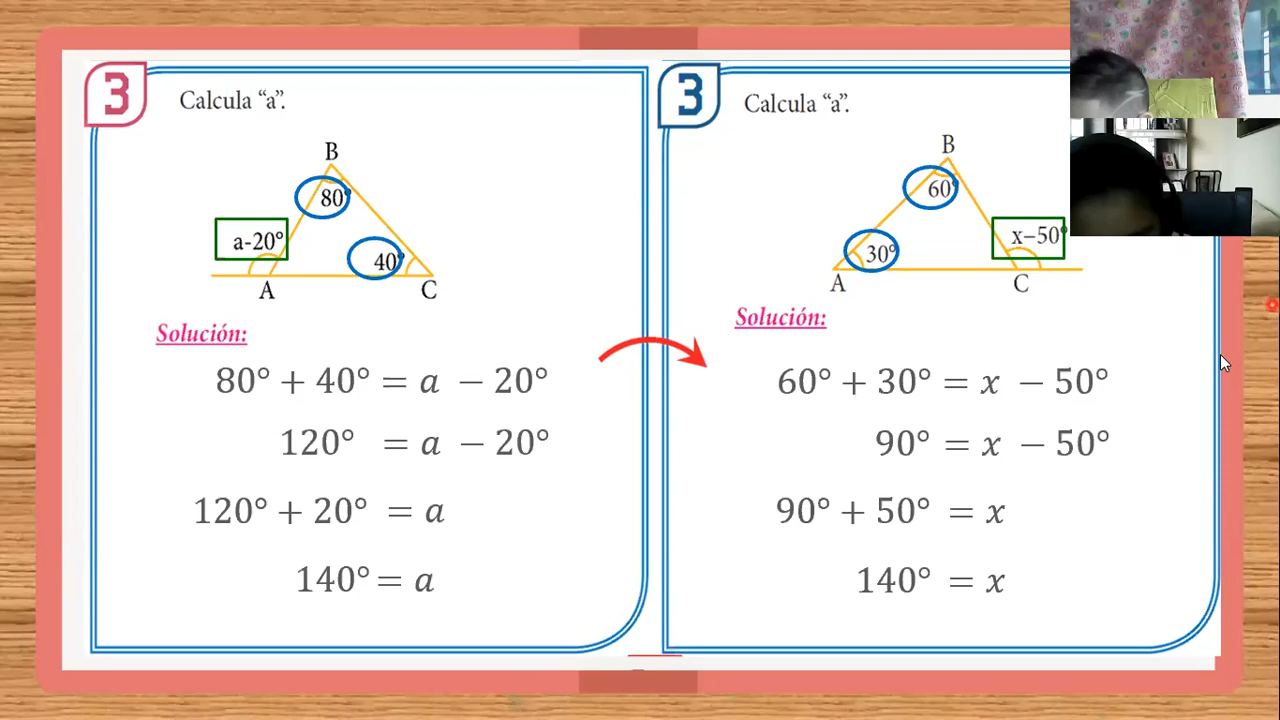 3
Calcula “a”.
B
80°
a-20°
40°
A
C
Solución:
80° + 40° = a − 20°
120° = a − 20°
120° + 20° = a
140° = a
3
Calcula “a”.
B
60°
x−50°
30°
A
C
Solución:
60° + 30° = x − 50°
90° = x − 50°
90° + 50° = x
140° = x